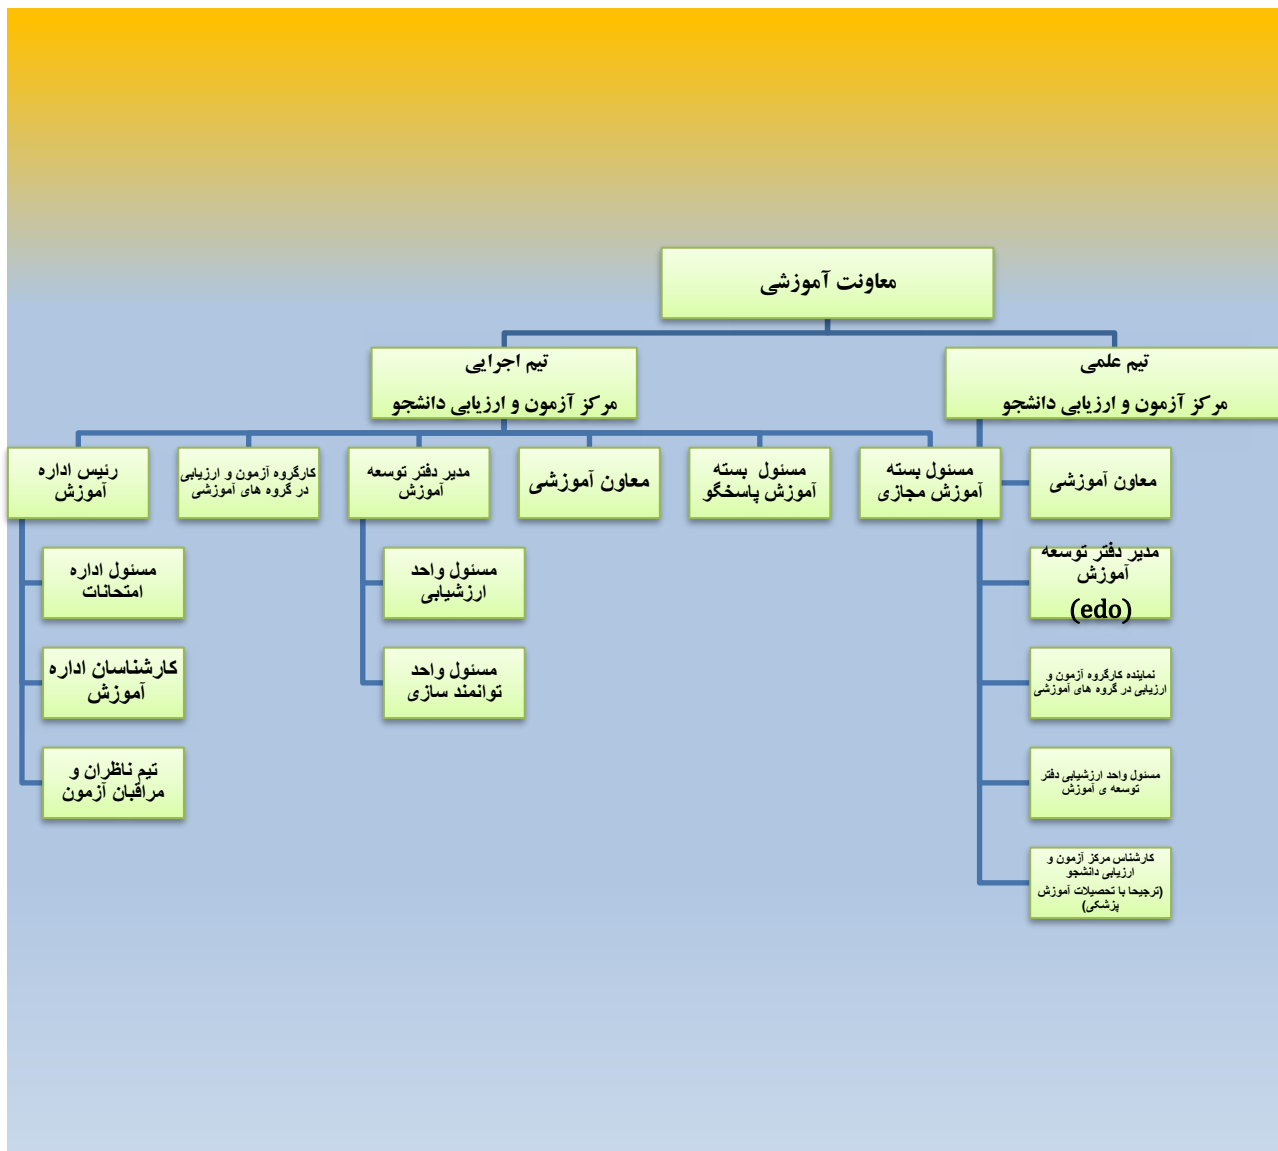 معاونت آموزشی
تیم علمی
مرکز آزمون و ارزیابی دانشجو
تیم اجرایی
مرکز آزمون و ارزیابی دانشجو
معاون آموزشی
مسئول بسته
آموزش مجازی
مسئول بسته
آموزش پاسخگو
معاون آموزشی
مدیر دفتر توسعه
آموزش
کارگروه آزمون و ارزیابی
در گروه های آموزشی
رئیس اداره
آموزش
مدیر دفتر توسعه
آموزش
(edo)
مسئول واحد
ارزشیابی
مسئول اداره
امتحانات
نماینده کارگروه آزمون و
ارزیابی در گروه های آموزشی
مسئول واحد
توانمند سازی
کارشناسان اداره
آموزش
مسئول واحد ارزشیابی دفتر
توسعه ی آموزش
تیم ناظران و
مراقبان آزمون
کارشناس مرکز آزمون و
ارزیابی دانشجو
(ترجیحا با تحصیلات آموزش
پزشکی)